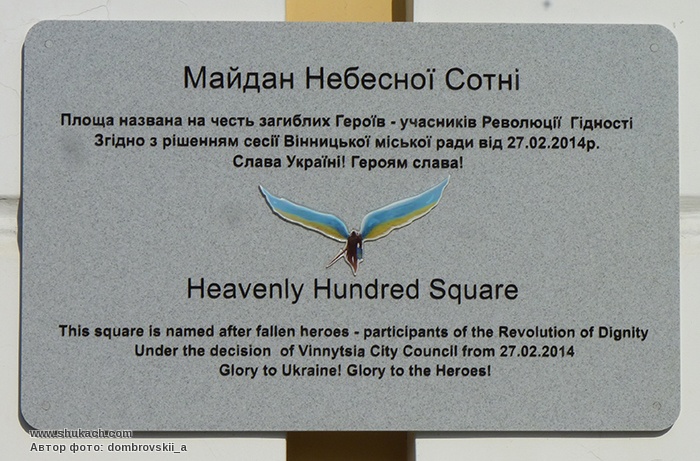 Майдан Небесної Сотні
Площа названа на честь загиблих Героїв - учасників Революції Гідності
Згідно з рішенням сесії Вінницької міської ради від 27.02.2014р.
Слава Україні! Героям слава!
Heavenly Hundred Square
This square is named after fallen heroes - participants of the Revolution of Dignity
Under the decision of Vinnytsia City Council from 27.02.2014
Glory to Ukraine! Glory to the Heroes!
www.shukach.com
Автор фото: dombrovskii_a